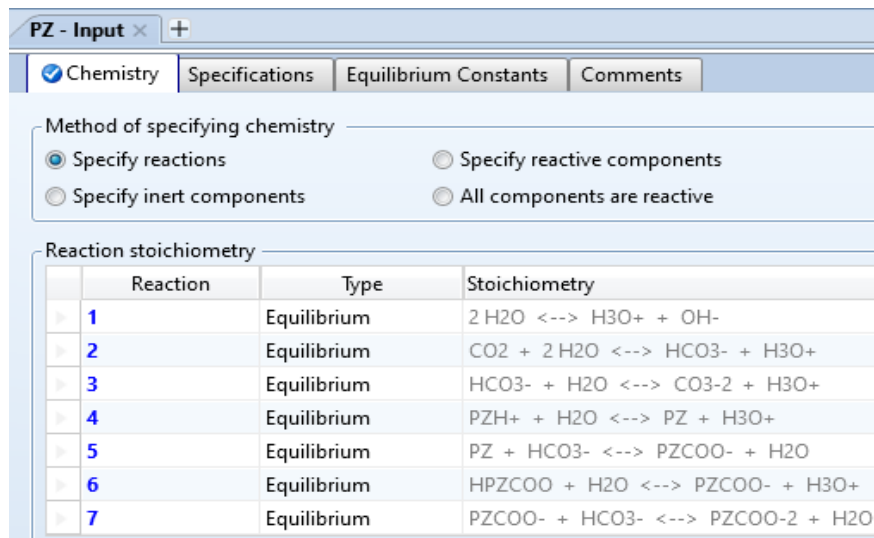 PZ - Input × +
Chemistry Specifications Equilibrium Constants Comments
Method of specifying chemistry
Specify reactions Specify reactive components
Specify inert components All components are reactive
Reaction stoichiometry
Reaction Type Stoichiometry
1 Equilibrium 2 H2O <--> H3O+ + OH-
2 Equilibrium CO2 + 2 H2O <--> HCO3- + H3O+
3 Equilibrium HCO3- + H2O <--> CO3-2 + H3O+
4 Equilibrium PZH+ + H2O <--> PZ + H3O+
5 Equilibrium PZ + HCO3- <--> PZCOO- + H2O
6 Equilibrium HPZCOO + H2O <--> PZCOO- + H3O+
7 Equilibrium PZCOO- + HCO3- <--> PZCOO-2 + H2O